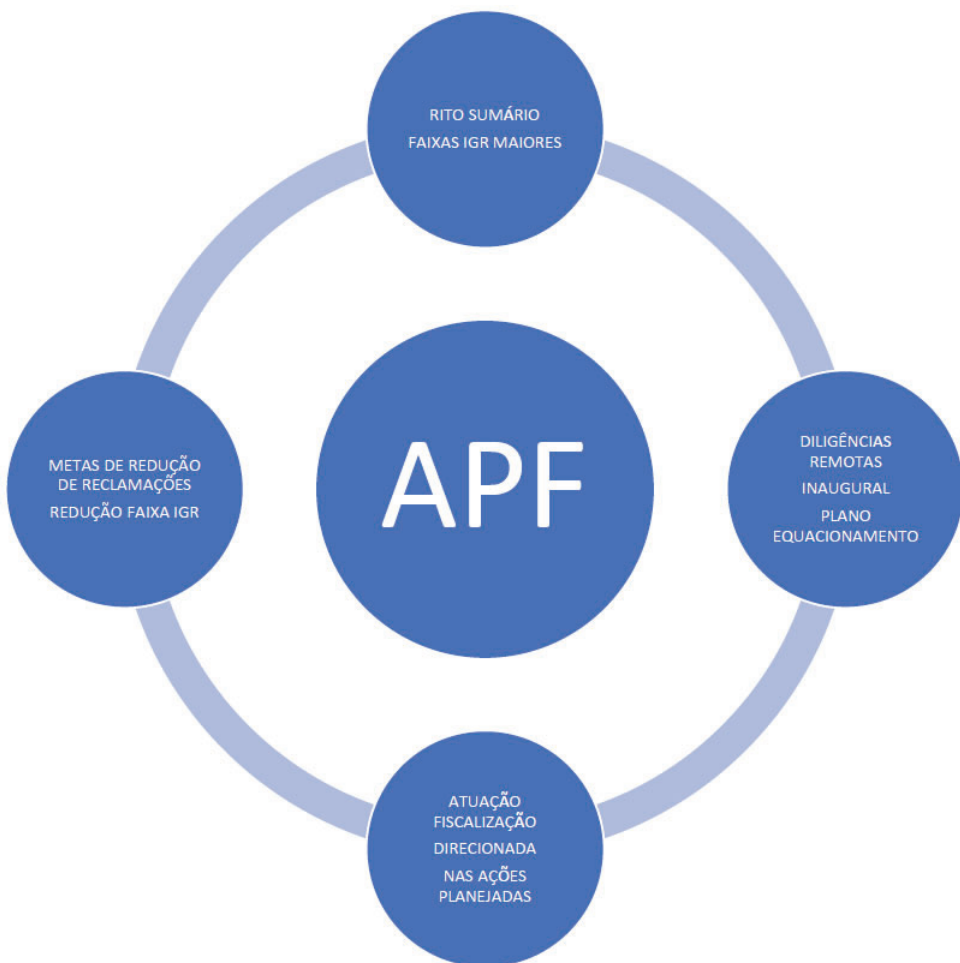 RITO SUMÁRIO
FAIXAS IGR MAIORES
METAS DE REDUÇÃO
DE RECLAMAÇÕES
REDUÇÃO FAIXA IGR
APF
DILIGÊNCIAS
REMOTAS
INAUGURAL
PLANO
EQUACIONAMENTO
ATUAÇÃO
FISCALIZAÇÃO
DIRECIONADA
NAS AÇÕES
PLANEJADAS